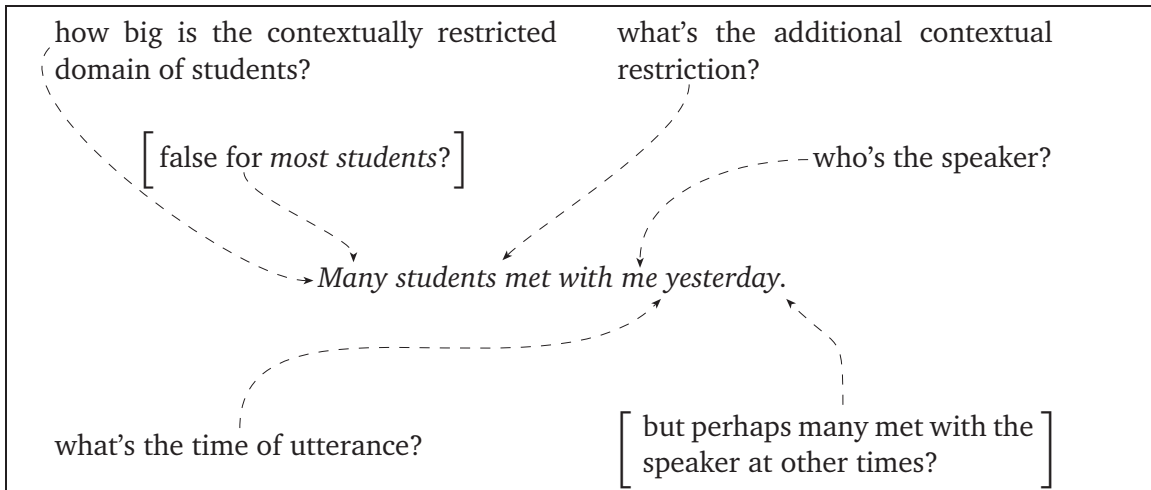 how big is the contextually restricted
domain of students?
what's the additional contextual
restriction?
[false for most students?]
who's the speaker?
Many students met with me yesterday.
what's the time of utterance?
[but perhaps many met with the
speaker at other times?]